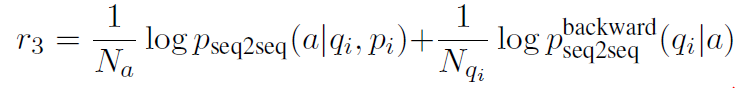 r_3 = \frac{1}{N_a} \log p_{\text{seq2seq}}(a|q_i, p_i) + \frac{1}{N_{q_i}} \log p_{\text{seq2seq}}^{\text{backward}}(q_i|a)